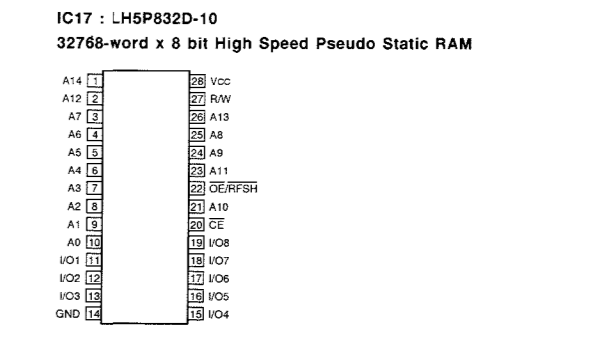 IC17 : LH5P832D-10
32768-word x 8 bit High Speed Pseudo Static RAM
A14 1 28 Vcc
A12 2 27 R/W
A7 3 26 A13
A6 4 25 A8
A5 5 24 A9
A4 6 23 A11
A3 7 22 OE/RFSH
A2 8 21 A10
A1 9 20 CE
A0 10 19 I/O8
I/O1 11 18 I/O7
I/O2 12 17 I/O6
I/O3 13 16 I/O5
GND 14 15 I/O4